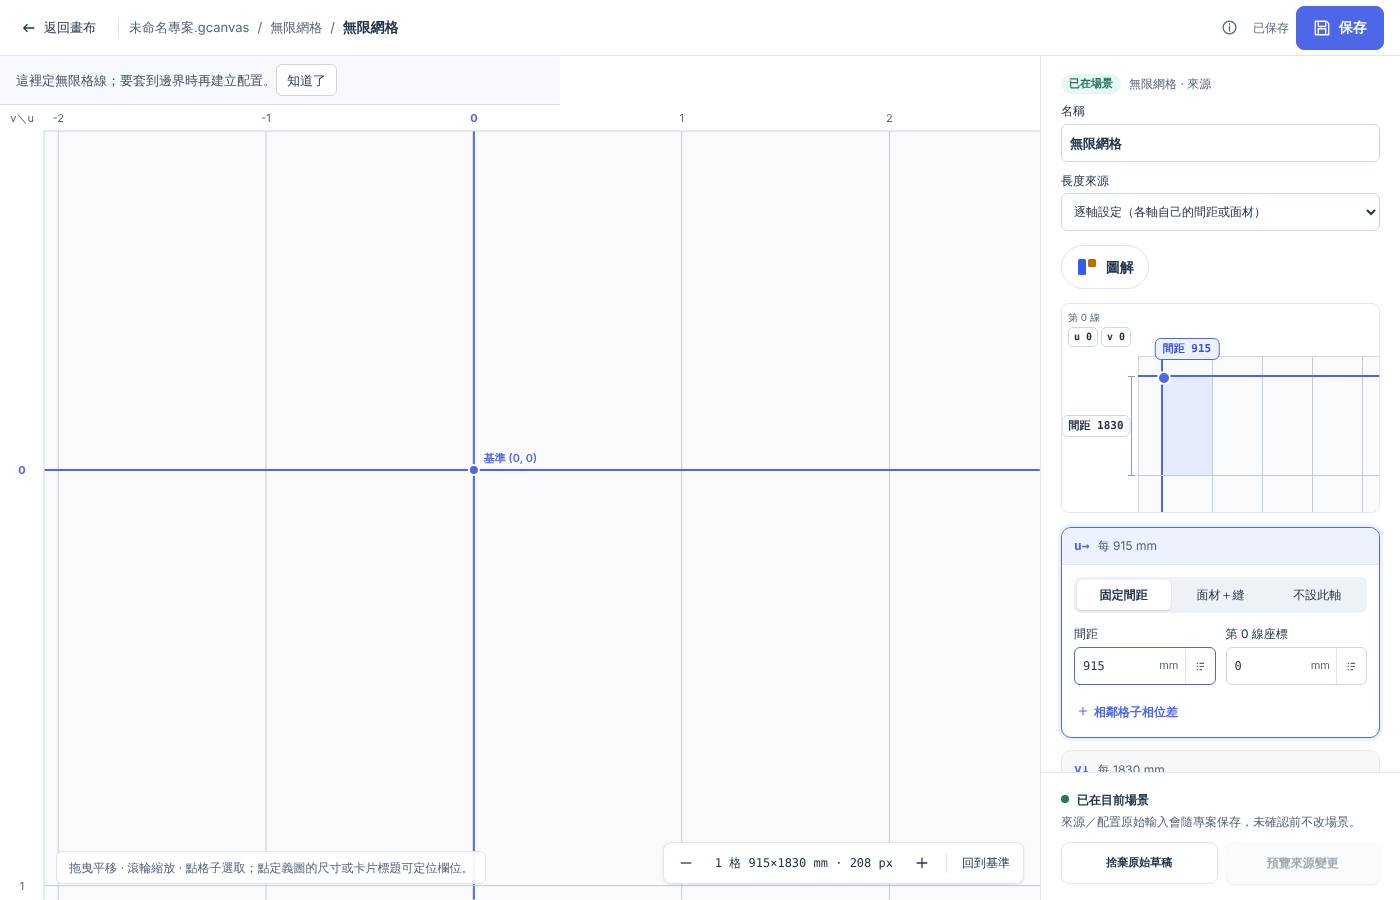 返回畫布
未命名專案.gcanvas / 無限網格 / 無限網格
已保存
保存
這裡定無限格線；要套到邊界時再建立配置。
知道了
v＼u
-2
-1
0
1
2
0
基準 (0, 0)
1
拖曳平移 · 滾輪縮放 · 點格子選取；點定義圖的尺寸或卡片標題可定位欄位。
1 格 915×1830 mm · 208 px
回到基準
已在場景
無限網格 · 來源
名稱
無限網格
長度來源
逐軸設定（各軸自己的間距或面材）
圖解
第 0 線
u 0
v 0
間距 915
間距 1830
u→ 每 915 mm
固定間距
面材＋縫
不設此軸
間距
第 0 線座標
915 mm
0 mm
+ 相鄰格子相位差
v↓ 每 1830 mm
已在目前場景
來源／配置原始輸入會隨專案保存，未確認前不改場景。
捨棄原始草稿
預覽來源變更